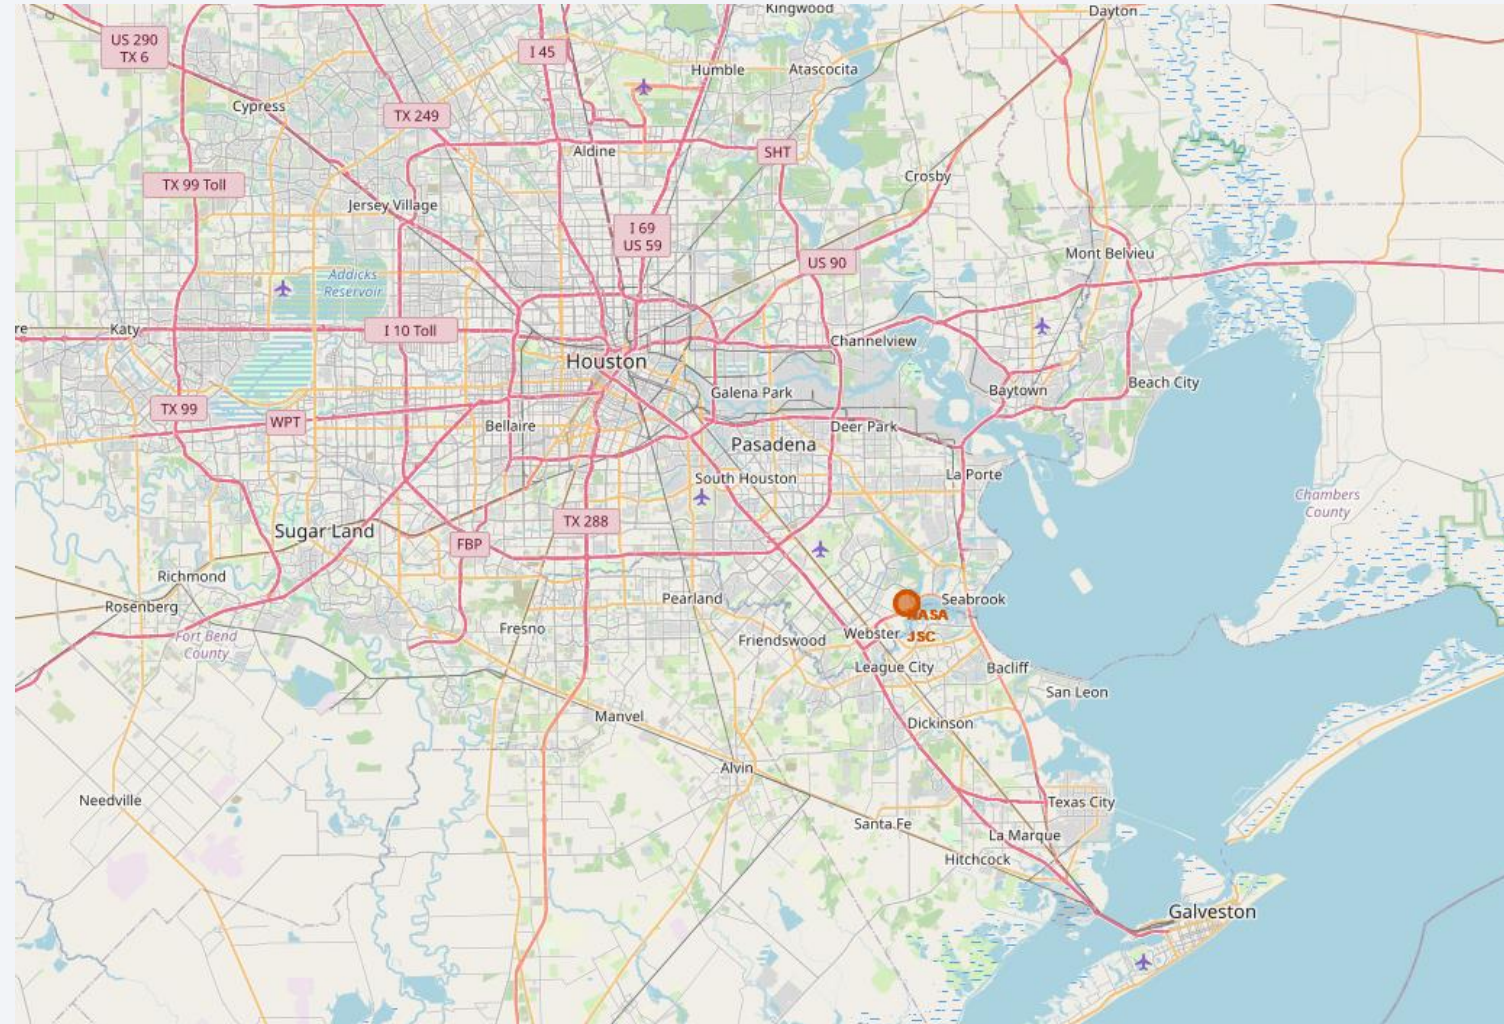 Kingwood
Dayton
US 290
TX 6
I 45
Humble
Atascocita
Cypress
TX 249
Aldine
SHT
Crosby
TX 99 Toll
Jersey Village
I 69
US 59
US 90
Mont Belvieu
Addicks
Reservoir
Katy
I 10 Toll
Channelview
Houston
Galena Park
Baytown
Beach City
TX 99
WPT
Bellaire
Deer Park
Pasadena
La Porte
South Houston
Chambers
County
TX 288
Sugar Land
FBP
Richmond
Rosenberg
Pearland
Seabrook
NASA
JSC
Fresno
Fort Bend
County
Friendswood
Webster
League City
Bacliff
San Leon
Manvel
Dickinson
Alvin
Needville
Texas City
Santa Fe
La Marque
Hitchcock
Galveston